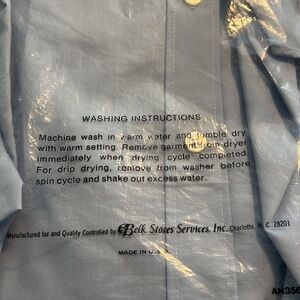 WASHING INSTRUCTIONS
Machine wash in warm water and tumble dry
with warm setting. Remove garment from dryer
immediately when drying cycle completed.
For drip drying, remove from washer before
spin cycle and shake out excess water.
Manufactured for and Quality Controlled by Belk Stores Services, Inc. Charlotte, N. C. 28201
MADE IN U.S.
AN356